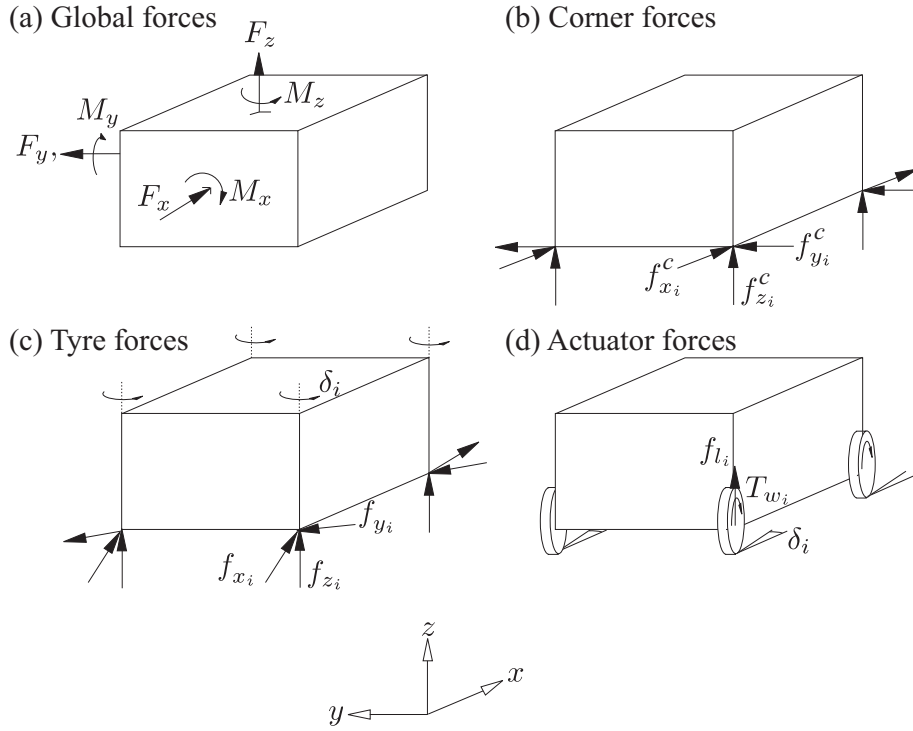 (a) Global forces
F_z
M_z
M_y
F_y,
F_x
M_x
(b) Corner forces
f^c_{y_i}
f^c_{x_i}
f^c_{z_i}
(c) Tyre forces
δ_i
f_{y_i}
f_{x_i}
f_{z_i}
(d) Actuator forces
f_{l_i}
T_{w_i}
δ_i
z
x
y